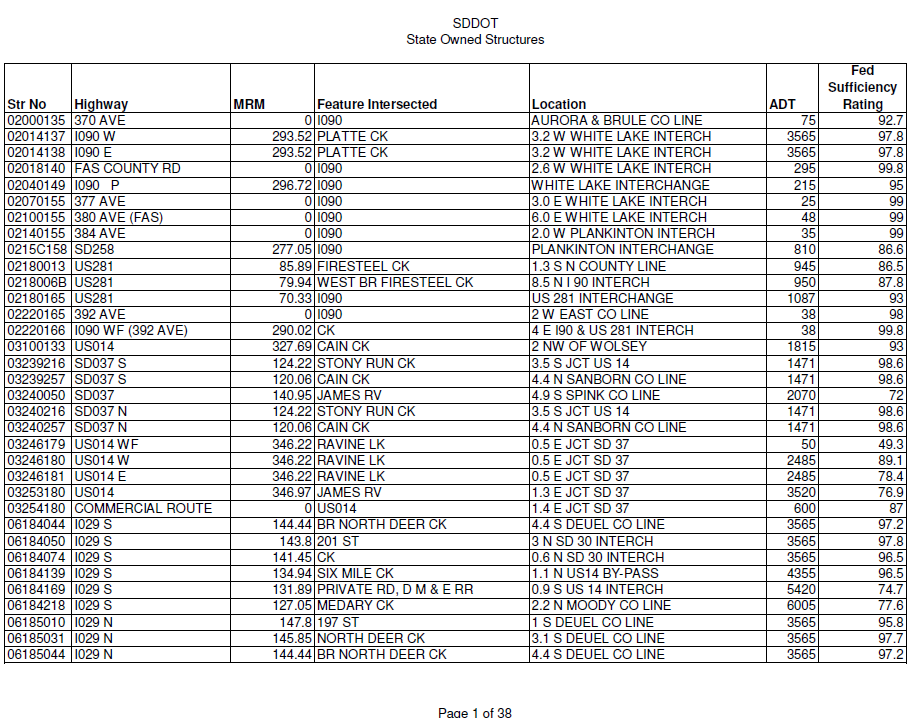 SDDOT
State Owned Structures
Fed
Sufficiency
Str No Highway MRM Feature Intersected Location ADT Rating
02000135 370 AVE 0 I090 AURORA & BRULE CO LINE 75 92.7
02014137 I090 W 293.52 PLATTE CK 3.2 W WHITE LAKE INTERCH 3565 97.8
02014138 I090 E 293.52 PLATTE CK 3.2 W WHITE LAKE INTERCH 3565 97.8
02018140 FAS COUNTY RD 0 I090 2.6 W WHITE LAKE INTERCH 295 99.8
02040149 I090 P 296.72 I090 WHITE LAKE INTERCHANGE 215 95
02070155 377 AVE 0 I090 3.0 E WHITE LAKE INTERCH 25 99
02100155 380 AVE (FAS) 0 I090 6.0 E WHITE LAKE INTERCH 48 99
02140155 384 AVE 0 I090 2.0 W PLANKINTON INTERCH 35 99
0215C158 SD258 277.05 I090 PLANKINTON INTERCHANGE 810 86.6
02180013 US281 85.89 FIRESTEEL CK 1.3 S N COUNTY LINE 945 86.5
0218006B US281 79.94 WEST BR FIRESTEEL CK 8.5 N I 90 INTERCH 950 87.8
02180165 US281 70.33 I090 US 281 INTERCHANGE 1087 93
02220165 392 AVE 0 I090 2 W EAST CO LINE 38 98
02220166 I090 WF (392 AVE) 290.02 CK 4 E I90 & US 281 INTERCH 38 99.8
03100133 US014 327.69 CAIN CK 2 NW OF WOLSEY 1815 93
03239216 SD037 S 124.22 STONY RUN CK 3.5 S JCT US 14 1471 98.6
03239257 SD037 S 120.06 CAIN CK 4.4 N SANBORN CO LINE 1471 98.6
03240050 SD037 140.95 JAMES RV 4.9 S SPINK CO LINE 2070 72
03240216 SD037 N 124.22 STONY RUN CK 3.5 S JCT US 14 1471 98.6
03240257 SD037 N 120.06 CAIN CK 4.4 N SANBORN CO LINE 1471 98.6
03246179 US014 WF 346.22 RAVINE LK 0.5 E JCT SD 37 50 49.3
03246180 US014 W 346.22 RAVINE LK 0.5 E JCT SD 37 2485 89.1
03246181 US014 E 346.22 RAVINE LK 0.5 E JCT SD 37 2485 78.4
03253180 US014 346.97 JAMES RV 1.3 E JCT SD 37 3520 76.9
03254180 COMMERCIAL ROUTE 0 US014 1.4 E JCT SD 37 600 87
06184044 I029 S 144.44 BR NORTH DEER CK 4.4 S DEUEL CO LINE 3565 97.2
06184050 I029 S 143.8 201 ST 3 N SD 30 INTERCH 3565 97.8
06184074 I029 S 141.45 CK 0.6 N SD 30 INTERCH 3565 96.5
06184139 I029 S 134.94 SIX MILE CK 1.1 N US14 BY-PASS 4355 96.5
06184169 I029 S 131.89 PRIVATE RD, D M & E RR 0.9 S US 14 INTERCH 5420 74.7
06184218 I029 S 127.05 MEDARY CK 2.2 N MOODY CO LINE 6005 77.6
06185010 I029 N 147.8 197 ST 1 S DEUEL CO LINE 3565 95.8
06185031 I029 N 145.85 NORTH DEER CK 3.1 S DEUEL CO LINE 3565 97.7
06185044 I029 N 144.44 BR NORTH DEER CK 4.4 S DEUEL CO LINE 3565 97.2
Page 1 of 38